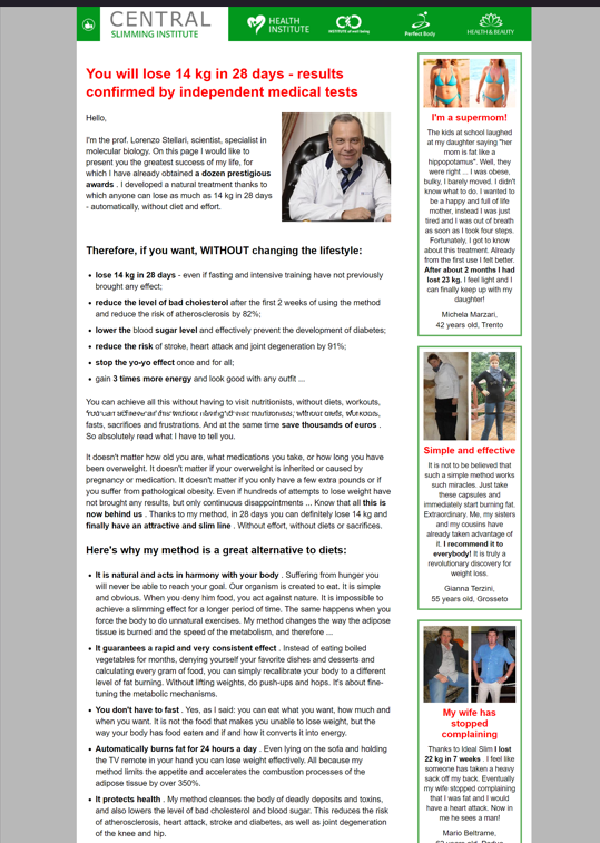 CENTRAL
SLIMMING INSTITUTE
HEALTH
INSTITUTE
Perfect Body
HEALTH & BEAUTY
You will lose 14 kg in 28 days - results
confirmed by independent medical tests
Hello,
I'm the prof. Lorenzo Stellari, scientist, specialist in
molecular biology. On this page I would like to
present you the greatest success of my life, for
which I have already obtained a dozen prestigious
awards . I developed a natural treatment thanks to
which anyone can lose as much as 14 kg in 28 days
- automatically, without diet and effort.
Therefore, if you want, WITHOUT changing the lifestyle:
• lose 14 kg in 28 days - even if fasting and intensive training have not previously
brought any effect;
• reduce the level of bad cholesterol after the first 2 weeks of using the method
and reduce the risk of atherosclerosis by 82%;
• lower the blood sugar level and effectively prevent the development of diabetes;
• reduce the risk of stroke, heart attack and joint degeneration by 91%;
• stop the yo-yo effect once and for all;
• gain 3 times more energy and look good with any outfit ...
You can achieve all this without having to visit nutritionists, without diets, workouts,
fasts, sacrifices and frustrations. And at the same time save thousands of euros .
So absolutely read what I have to tell you.
It doesn't matter how old you are, what medications you take, or how long you have
been overweight. It doesn't matter if your overweight is inherited or caused by
pregnancy or medication. It doesn't matter if you only have a few extra pounds or if
you suffer from pathological obesity. Even if hundreds of attempts to lose weight have
not brought any results, but only continuous disappointments ... Know that all this is
now behind us . Thanks to my method, in 28 days you can definitely lose 14 kg and
finally have an attractive and slim line . Without effort, without diets or sacrifices.
Here's why my method is a great alternative to diets:
• It is natural and acts in harmony with your body . Suffering from hunger you
will never be able to reach your goal. Our organism is created to eat. It is simple
and obvious. When you deny him food, you act against nature. It is impossible to
achieve a slimming effect for a longer period of time. The same happens when you
force the body to do unnatural exercises. My method changes the way the adipose
tissue is burned and the speed of the metabolism, and therefore ...
• It guarantees a rapid and very consistent effect . Instead of eating boiled
vegetables for months, denying yourself your favorite dishes and desserts and
calculating every gram of food, you can simply recalibrate your body to a different
level of fat burning. Without lifting weights, do push-ups and hops. It's about fine-
tuning the metabolic mechanisms.
• You don't have to fast . Yes, as I said: you can eat what you want, how much and
when you want. It is not the food that makes you unable to lose weight, but the
way your body has food eaten and if and how it converts it into energy.
• Automatically burns fat for 24 hours a day . Even lying on the sofa and holding
the TV remote in your hand you can lose weight effectively. All because my
method limits the appetite and accelerates the combustion processes of the
adipose tissue by over 350%.
• It protects health . My method cleanses the body of deadly deposits and toxins,
and also lowers the level of bad cholesterol and blood sugar. This reduces the risk
of atherosclerosis, heart attack, stroke and diabetes, as well as joint degeneration
of the knee and hip.
I'm a supermom!
The kids at school laughed
at my daughter saying "her
mom is fat like a
hippopotamus". Well, they
were right ... I was obese,
bulky, I barely moved. I didn't
know what to do. I wanted to
be a happy and full of life
mother, instead I was just
tired and I was out of breath
as soon as I took four steps.
Fortunately, I got to know
about this treatment. Already
from the first use I felt better.
After about 2 months I had
lost 23 kg. I feel light and I
can finally keep up with my
daughter!
Michela Marzari,
42 years old, Trento
Simple and effective
It is not to be believed that
such a simple method works
such miracles. Just take
these capsules and
immediately start burning fat.
Extraordinary. Me, my sisters
and my cousins have
already taken advantage of
it. I recommend it to
everybody! It is truly a
revolutionary discovery for
weight loss.
Gianna Terzini,
55 years old, Grosseto
My wife has
stopped
complaining
Thanks to Ideal Slim I lost
22 kg in 7 weeks . I feel like
someone has taken a heavy
sack off my back. Eventually
my wife stopped complaining
that I was fat and I would
have a heart attack. Now in
me he sees a man!
Mario Beltrame,